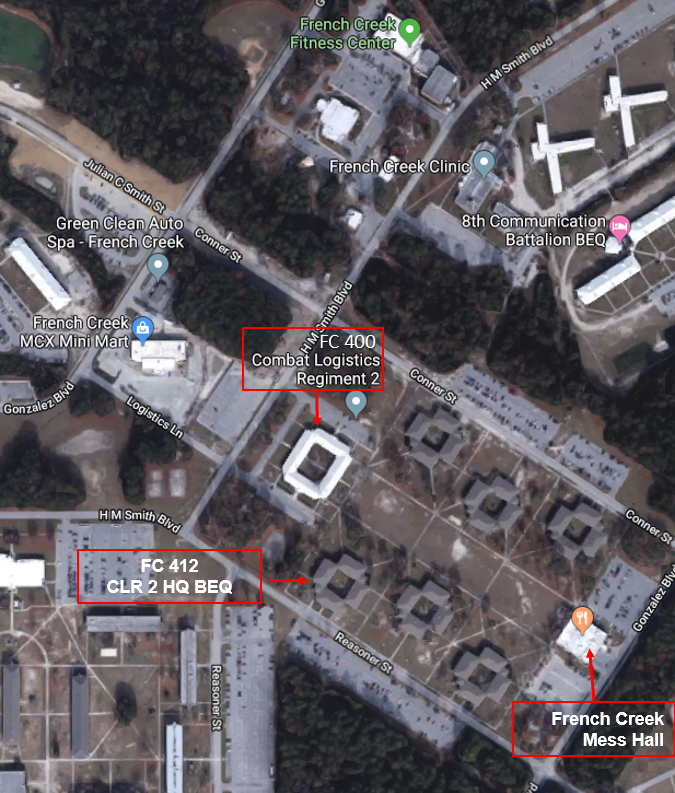 French Creek
Fitness Center
G
H M Smith Blvd
Julian C Smith St
French Creek Clinic
8th Communication
Battalion BEQ
Green Clean Auto
Spa - French Creek
Conner St
H M Smith Blvd
French Creek
MCX Mini Mart
FC 400
Combat Logistics
Regiment 2
Gonzalez Blvd
Logistics Ln
Conner St
H M Smith Blvd
Conner St
FC 412
CLR 2 HQ BEQ
Gonzalez Blvd
Reasoner St
Reasoner St
French Creek
Mess Hall
rd